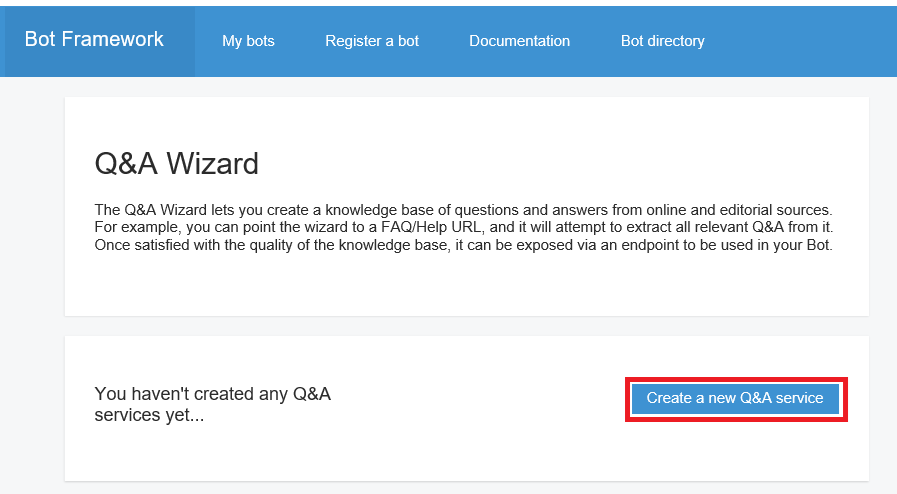 Bot Framework
My bots
Register a bot
Documentation
Bot directory
Q&A Wizard
The Q&A Wizard lets you create a knowledge base of questions and answers from online and editorial sources.
For example, you can point the wizard to a FAQ/Help URL, and it will attempt to extract all relevant Q&A from it.
Once satisfied with the quality of the knowledge base, it can be exposed via an endpoint to be used in your Bot.
You haven't created any Q&A
services yet...
Create a new Q&A service